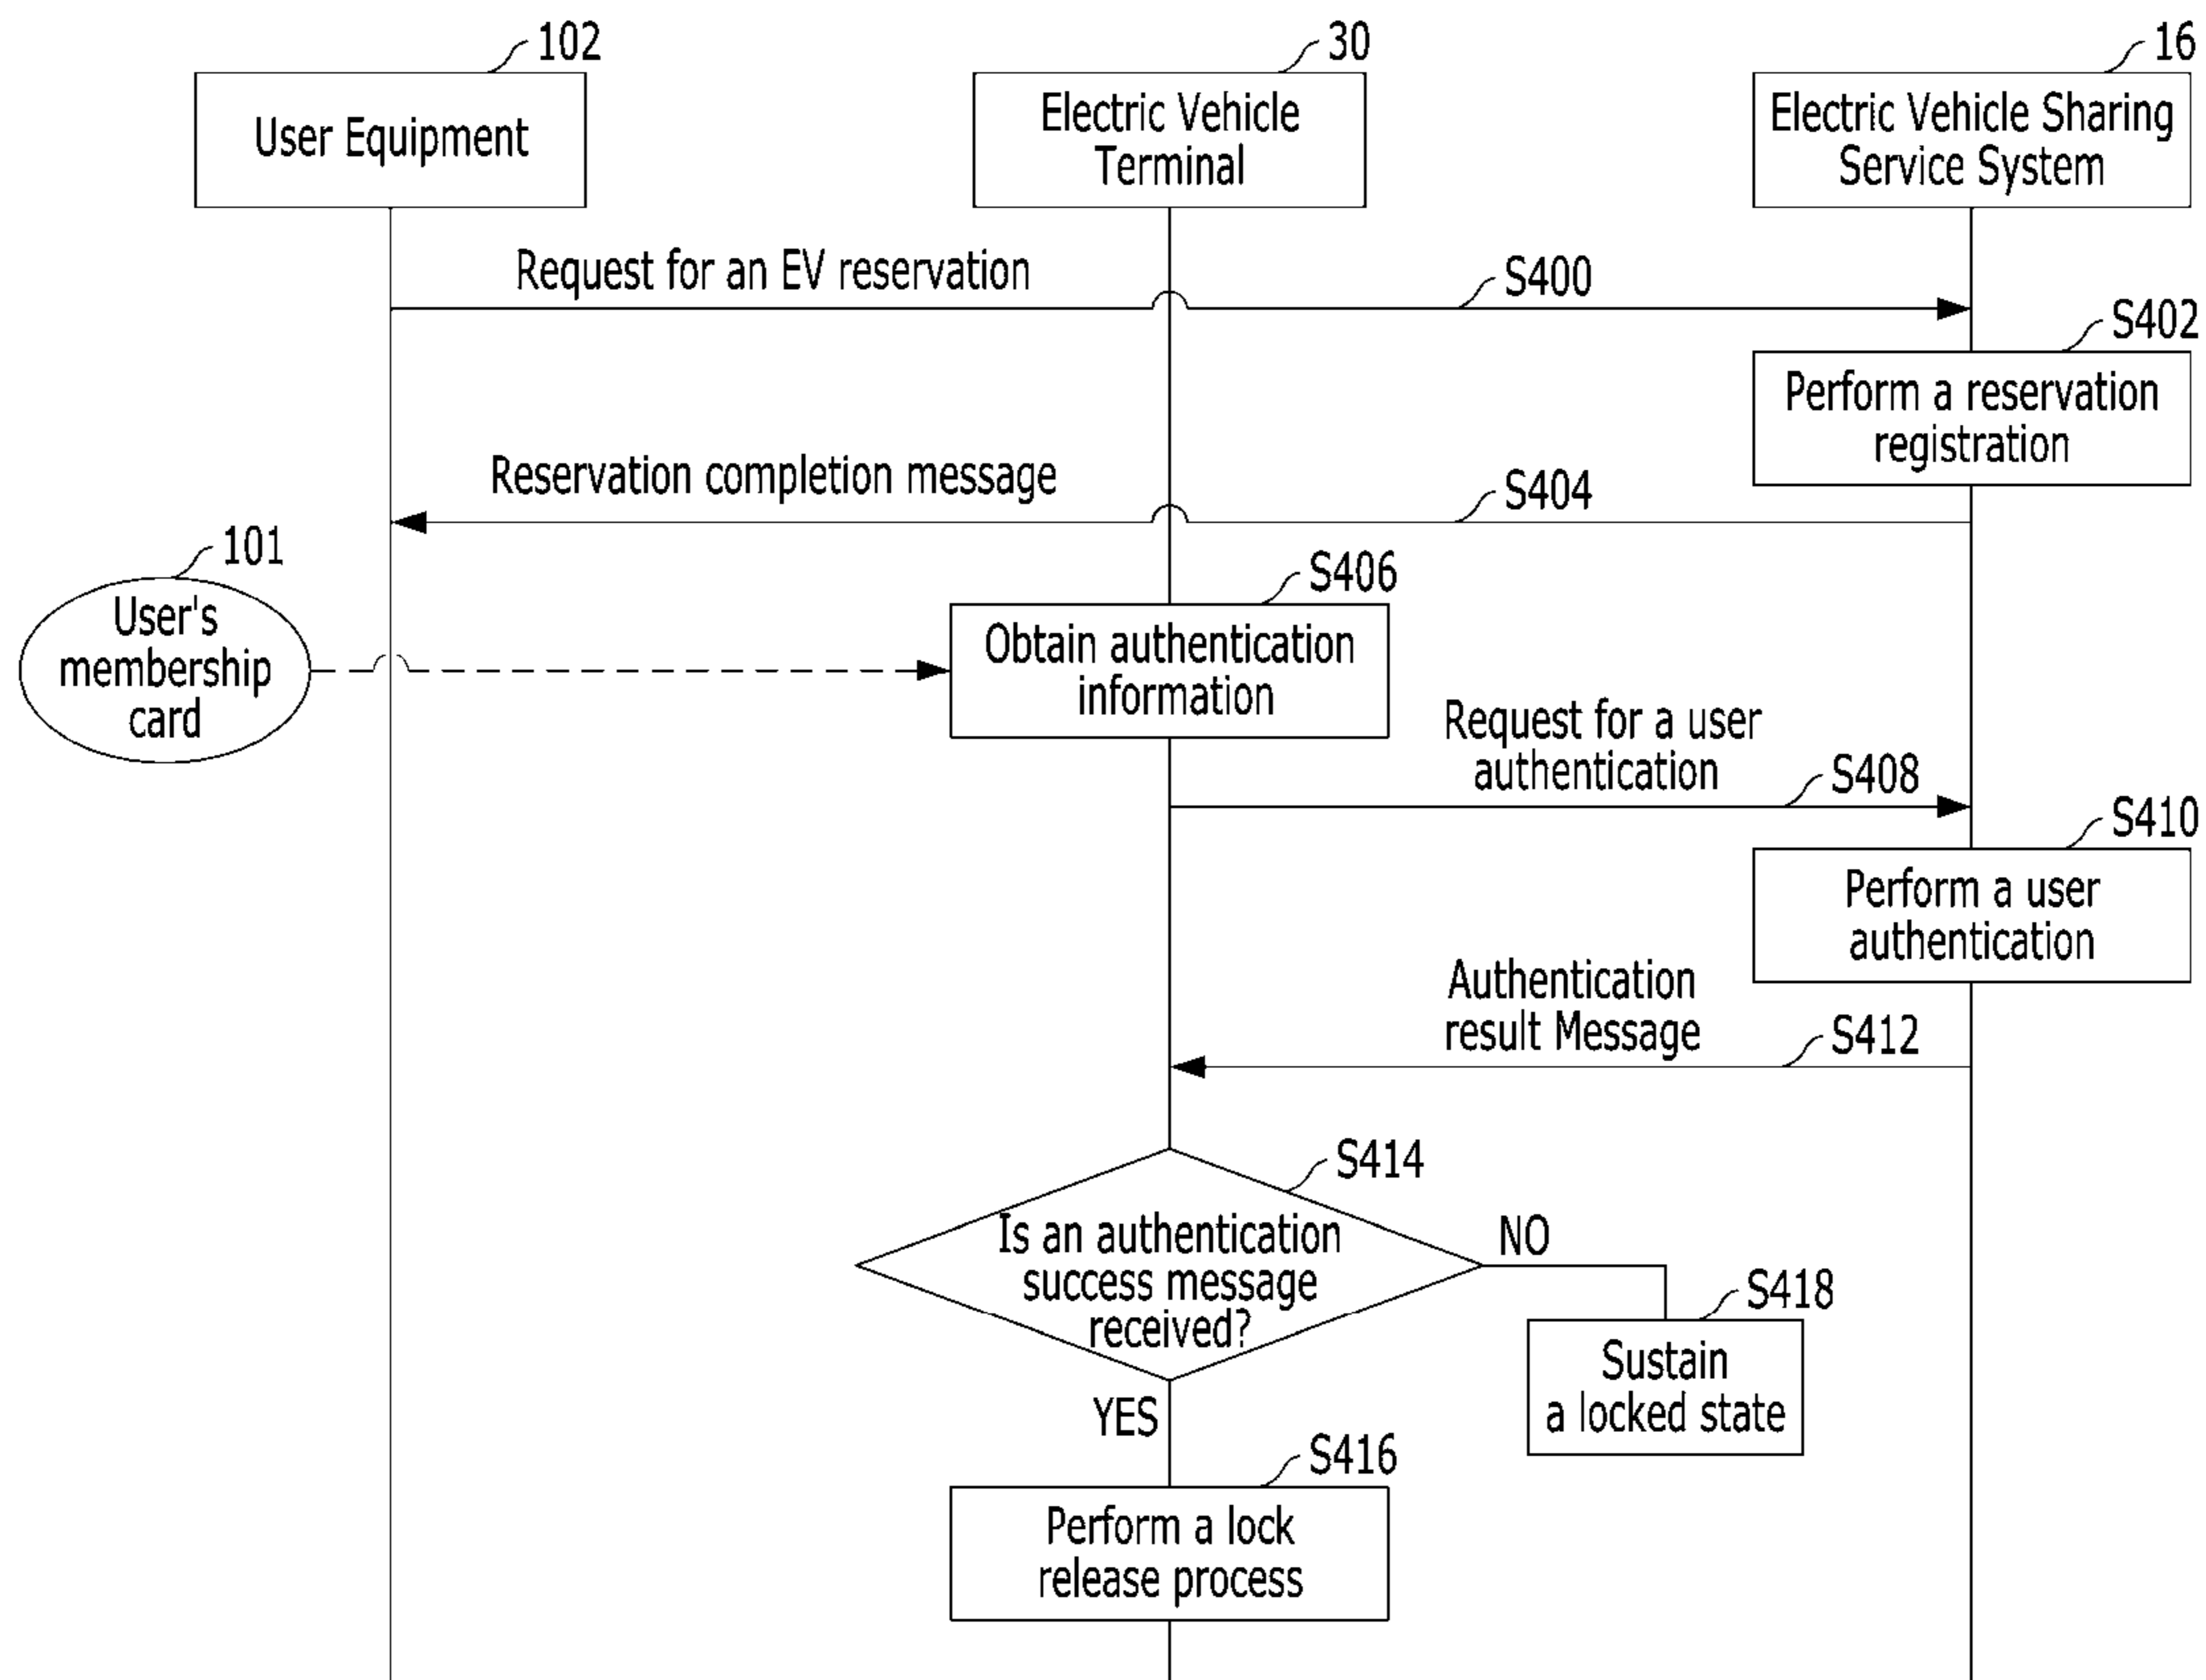 102
30
16
User Equipment
Electric Vehicle
Terminal
Electric Vehicle Sharing
Service System
Request for an EV reservation
S400
S402
Perform a reservation
registration
Reservation completion message
S404
101
User's
membership
card
S406
Obtain authentication
information
Request for a user
authentication
S408
S410
Perform a user
authentication
Authentication
result Message
S412
S414
Is an authentication
success message
received?
NO
S418
Sustain
a locked state
YES
S416
Perform a lock
release process